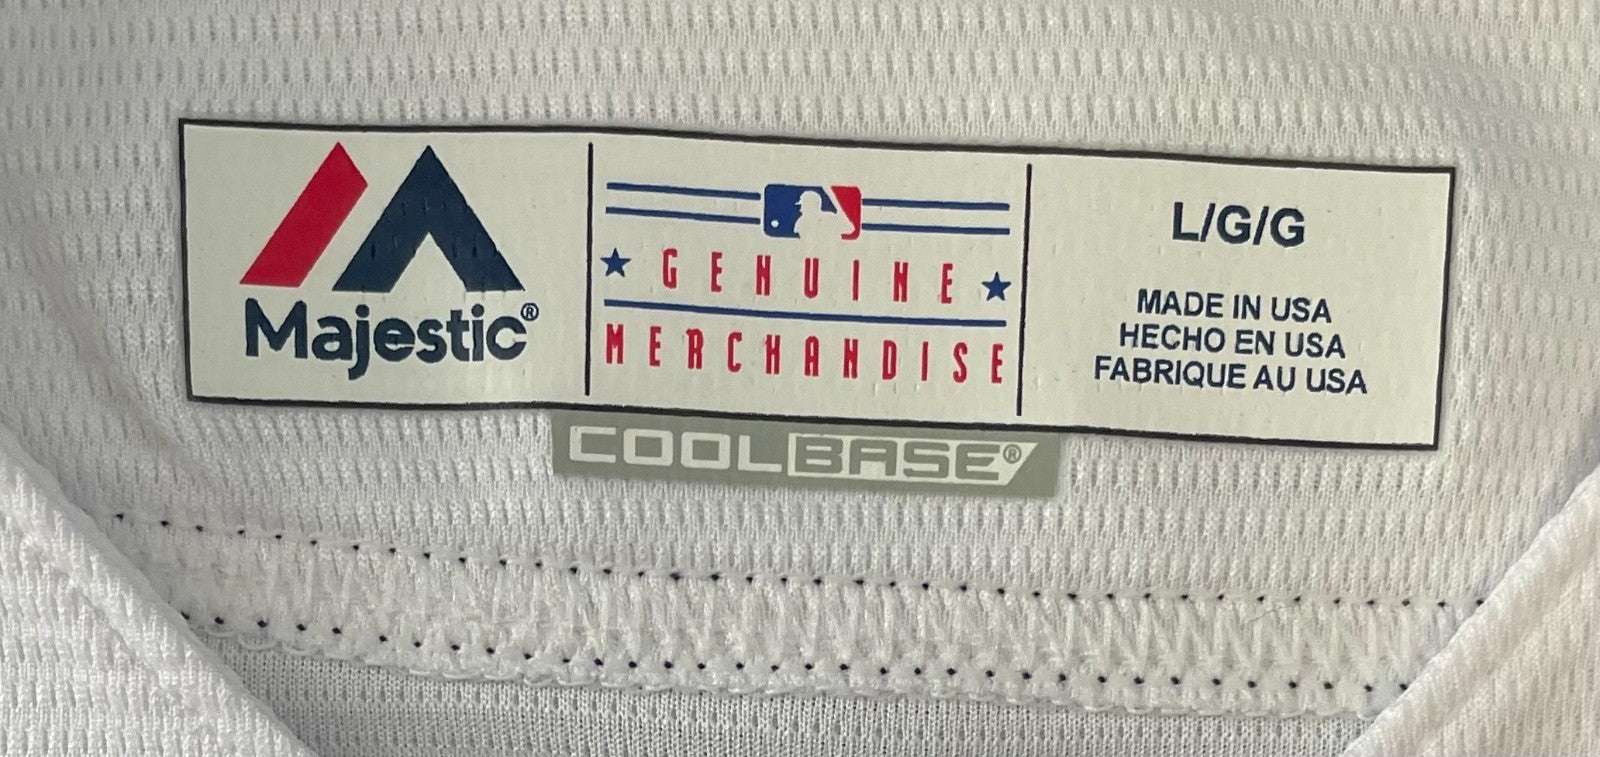 Majestic®
GENUINE
MERCHANDISE
L/G/G
MADE IN USA
HECHO EN USA
FABRIQUE AU USA
COOLBASE®